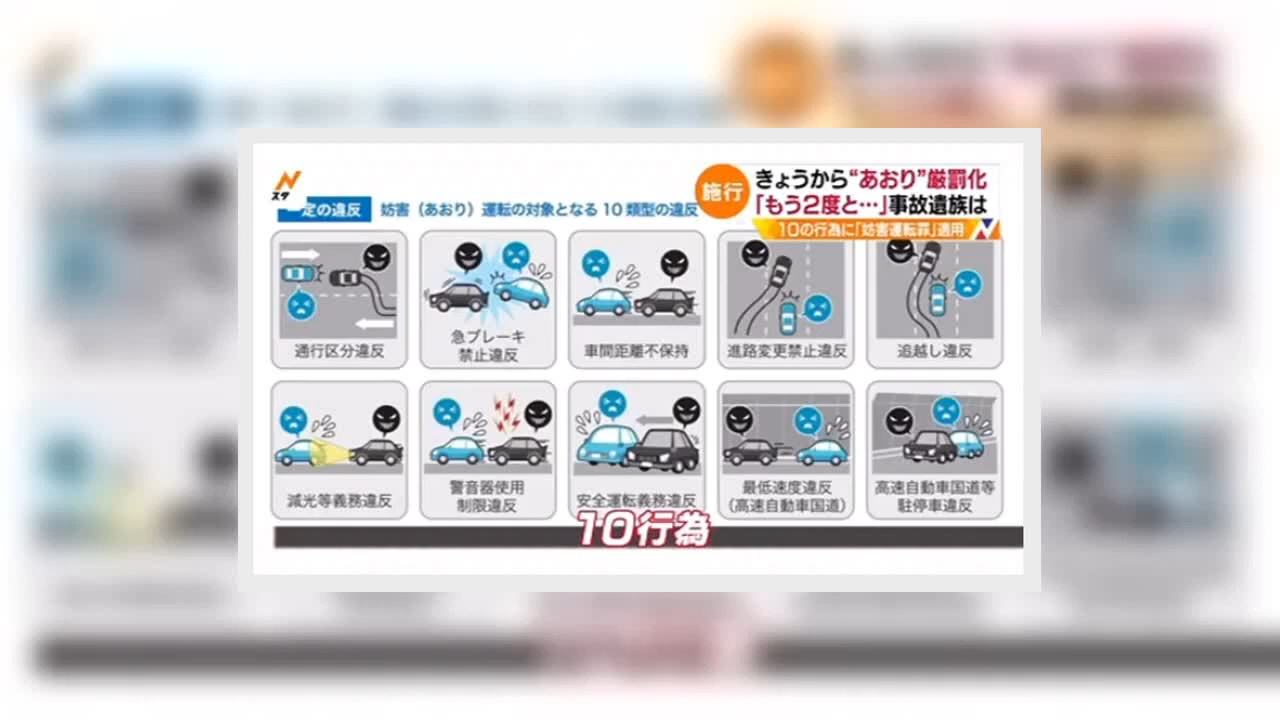 スタ
一定の違反
妨害（あおり）運転の対象となる10類型の違反
施行
きょうから“あおり”厳罰化
「もう2度と…」事故遺族は
10の行為に「妨害運転罪」適用
通行区分違反
急ブレーキ
禁止違反
車間距離不保持
進路変更禁止違反
追越し違反
減光等義務違反
警音器使用
制限違反
安全運転義務違反
最低速度違反
（高速自動車国道）
高速自動車国道等
駐停車違反
10行為